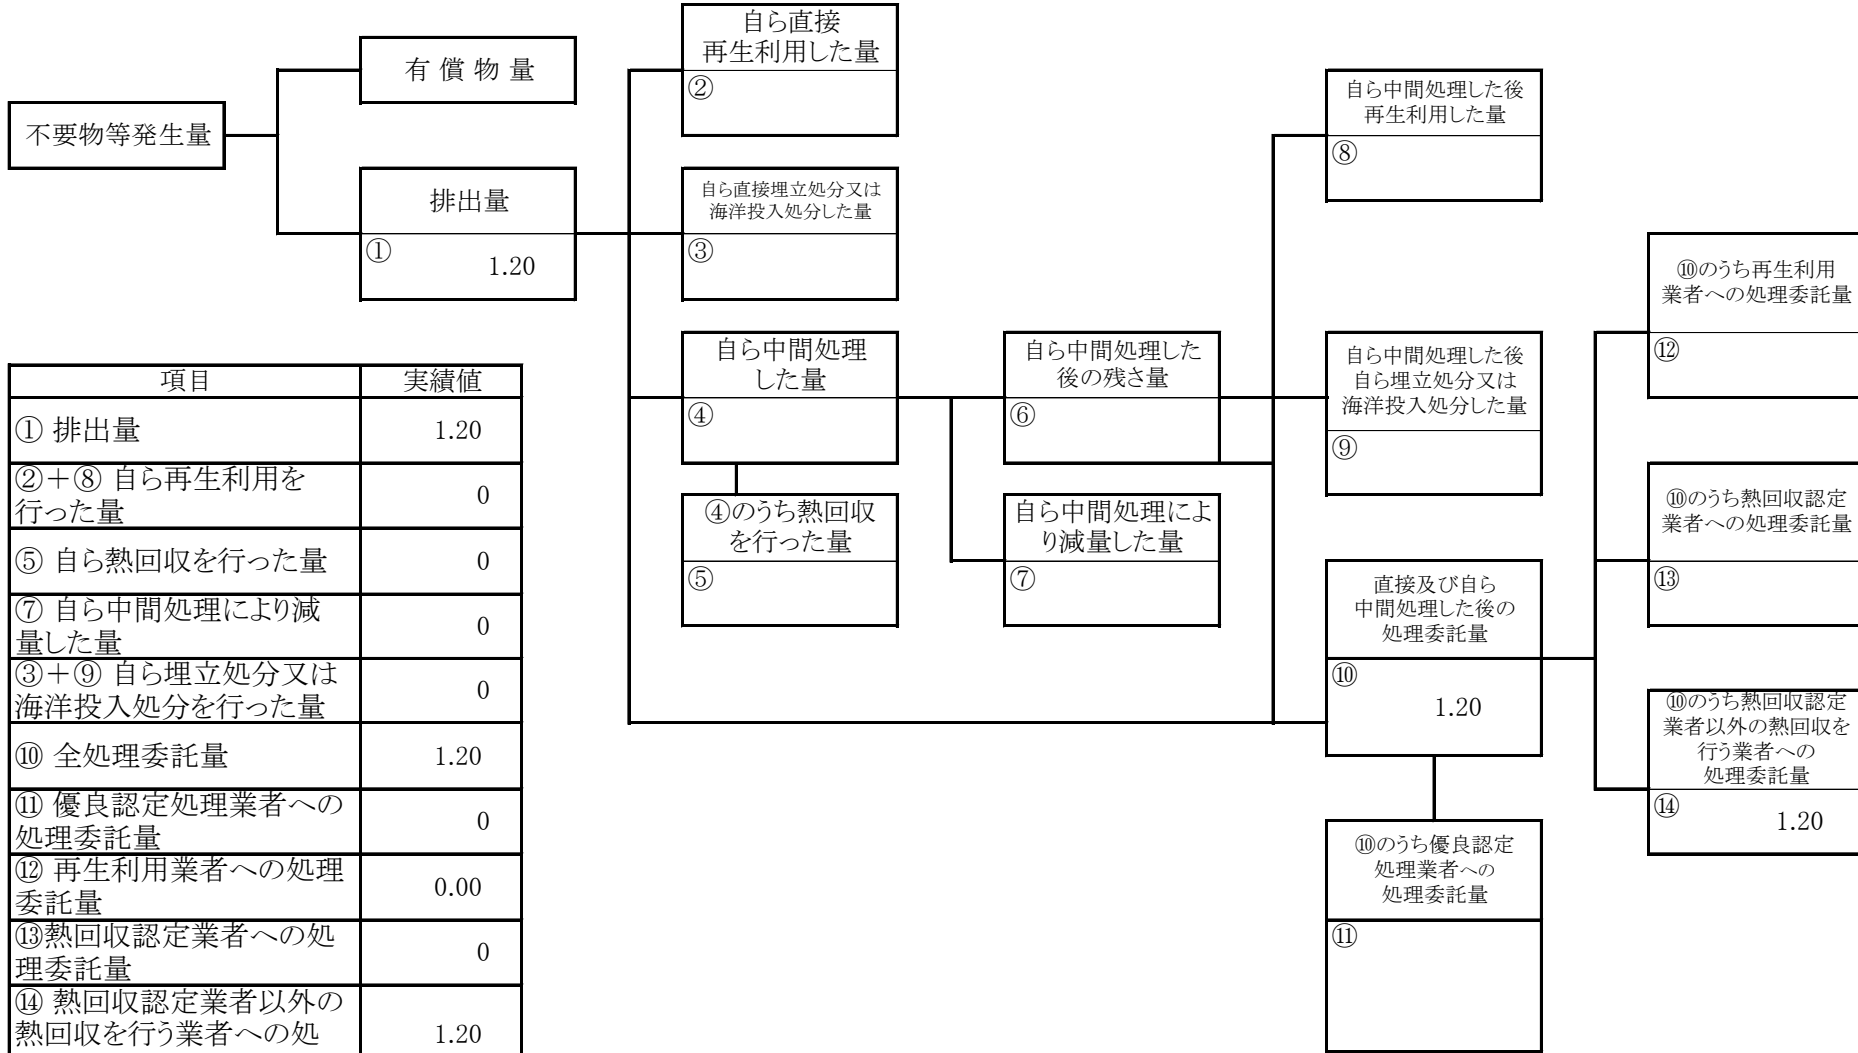 不要物等発生量
有 償 物 量
排出量
①
1.20
自ら直接
再生利用した量
②
自ら直接埋立処分又は
海洋投入処分した量
③
自ら中間処理
した量
④
④のうち熱回収
を行った量
⑤
自ら中間処理した
後の残さ量
⑥
自ら中間処理によ
り減量した量
⑦
自ら中間処理した後
再生利用した量
⑧
自ら中間処理した後
自ら埋立処分又は
海洋投入処分した量
⑨
直接及び自ら
中間処理した後の
処理委託量
⑩
1.20
⑩のうち優良認定
処理業者への
処理委託量
⑪
⑩のうち再生利用
業者への処理委託量
⑫
⑩のうち熱回収認定
業者への処理委託量
⑬
⑩のうち熱回収認定
業者以外の熱回収を
行う業者への
処理委託量
⑭
1.20
項目 実績値
① 排出量 1.20
②＋⑧ 自ら再生利用を
行った量 0
⑤ 自ら熱回収を行った量 0
⑦ 自ら中間処理により減
量した量 0
③＋⑨ 自ら埋立処分又は
海洋投入処分を行った量 0
⑩ 全処理委託量 1.20
⑪ 優良認定処理業者への
処理委託量 0
⑫ 再生利用業者への処理
委託量 0.00
⑬熱回収認定業者への処
理委託量 0
⑭ 熱回収認定業者以外の
熱回収を行う業者への処 1.20